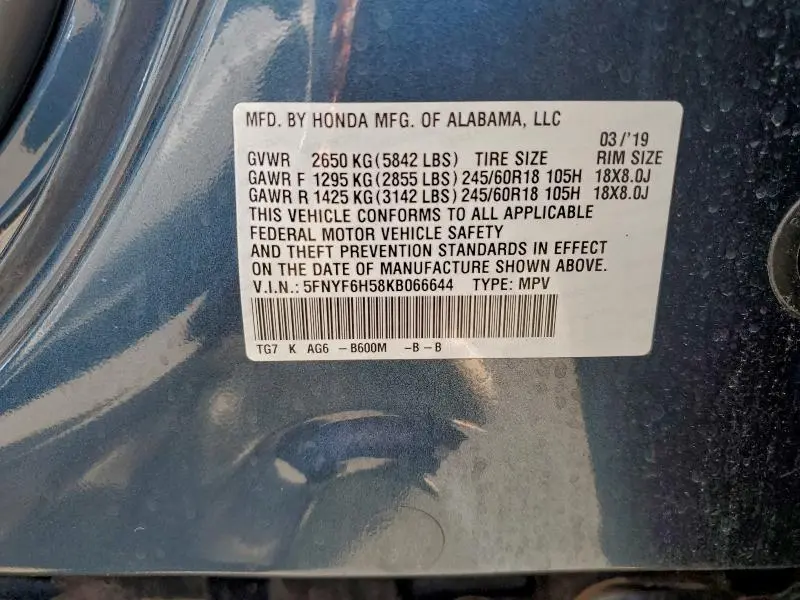 MFD. BY HONDA MFG. OF ALABAMA, LLC
03/'19
GVWR 2650 KG (5842 LBS) TIRE SIZE RIM SIZE
GAWR F 1295 KG (2855 LBS) 245/60R18 105H 18X8.0J
GAWR R 1425 KG (3142 LBS) 245/60R18 105H 18X8.0J
THIS VEHICLE CONFORMS TO ALL APPLICABLE
FEDERAL MOTOR VEHICLE SAFETY
AND THEFT PREVENTION STANDARDS IN EFFECT
ON THE DATE OF MANUFACTURE SHOWN ABOVE.
V.I.N.: 5FNYF6H58KB066644 TYPE: MPV
TG7 K AG6 -B600M -B-B